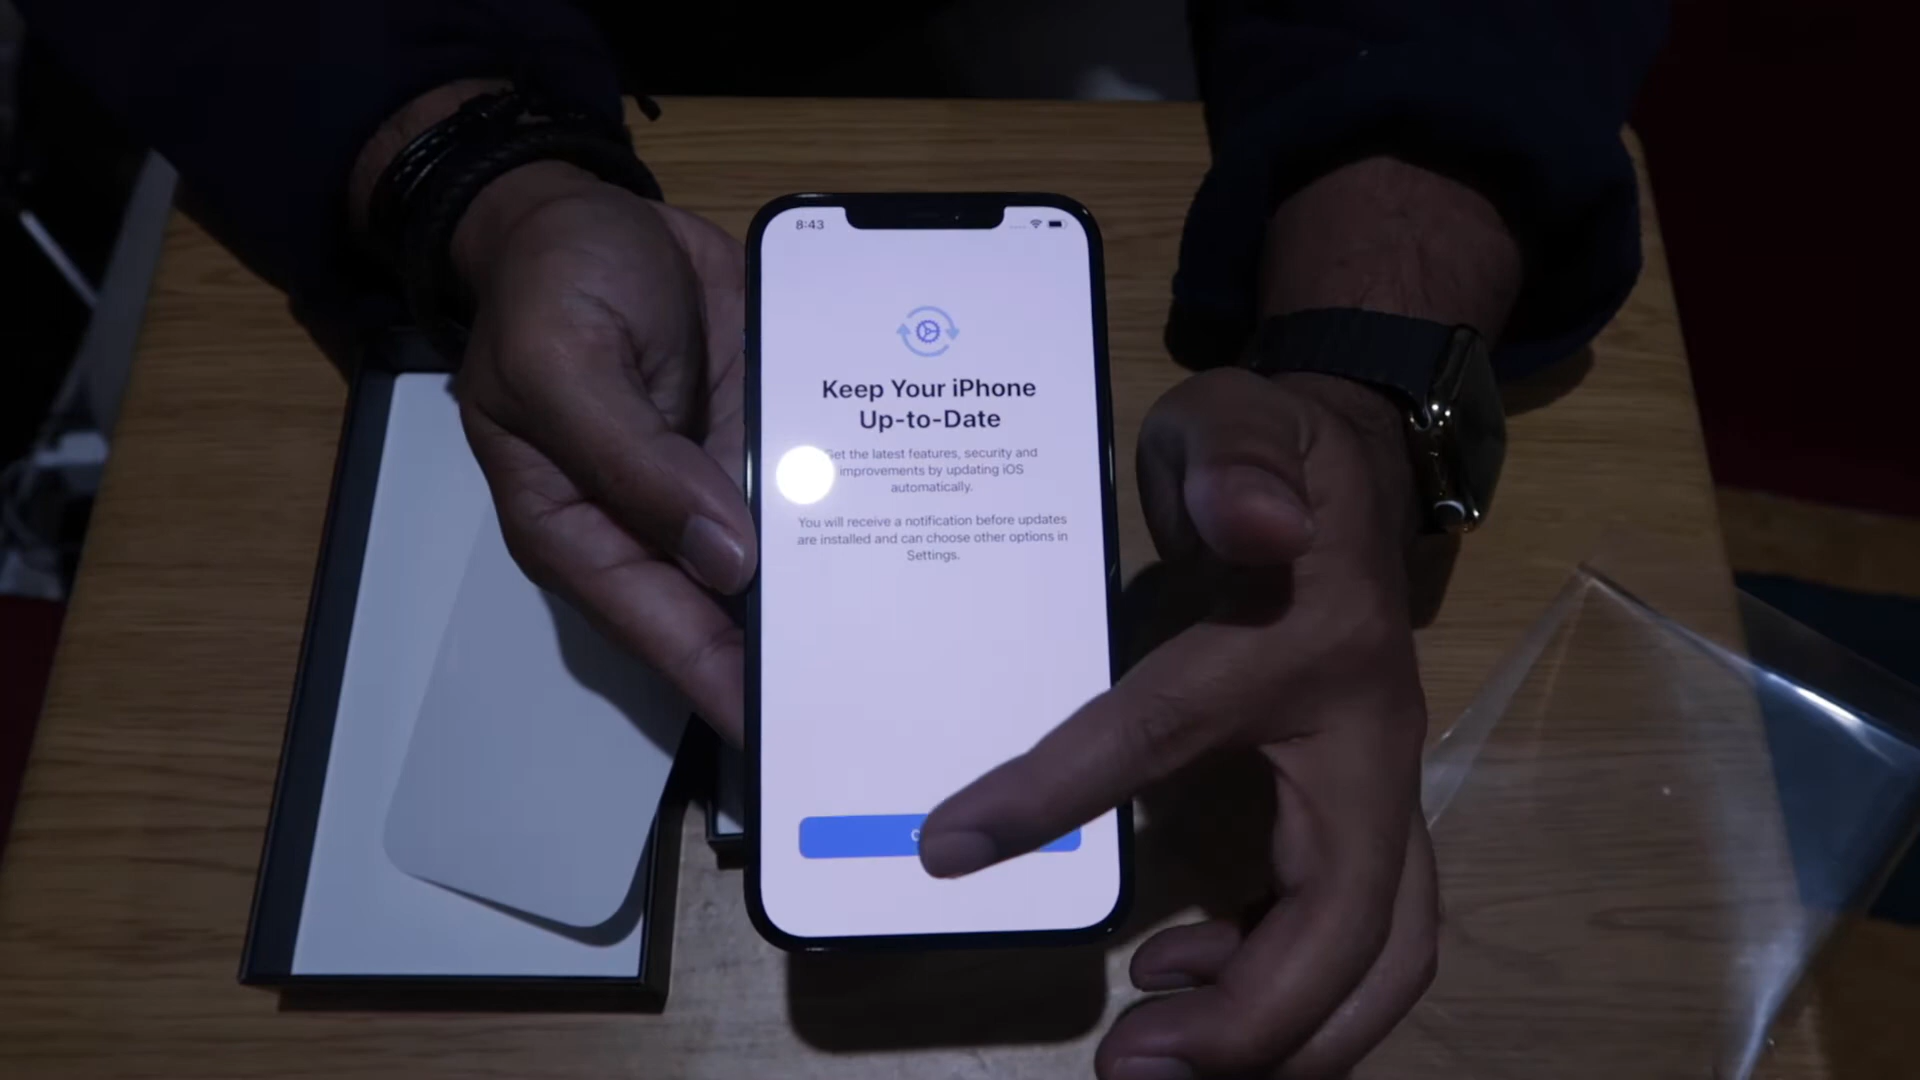 8:43
Keep Your iPhone
Up-to-Date
Get the latest features, security and
improvements by updating iOS
automatically.
You will receive a notification before updates
are installed and can choose other options in
Settings.